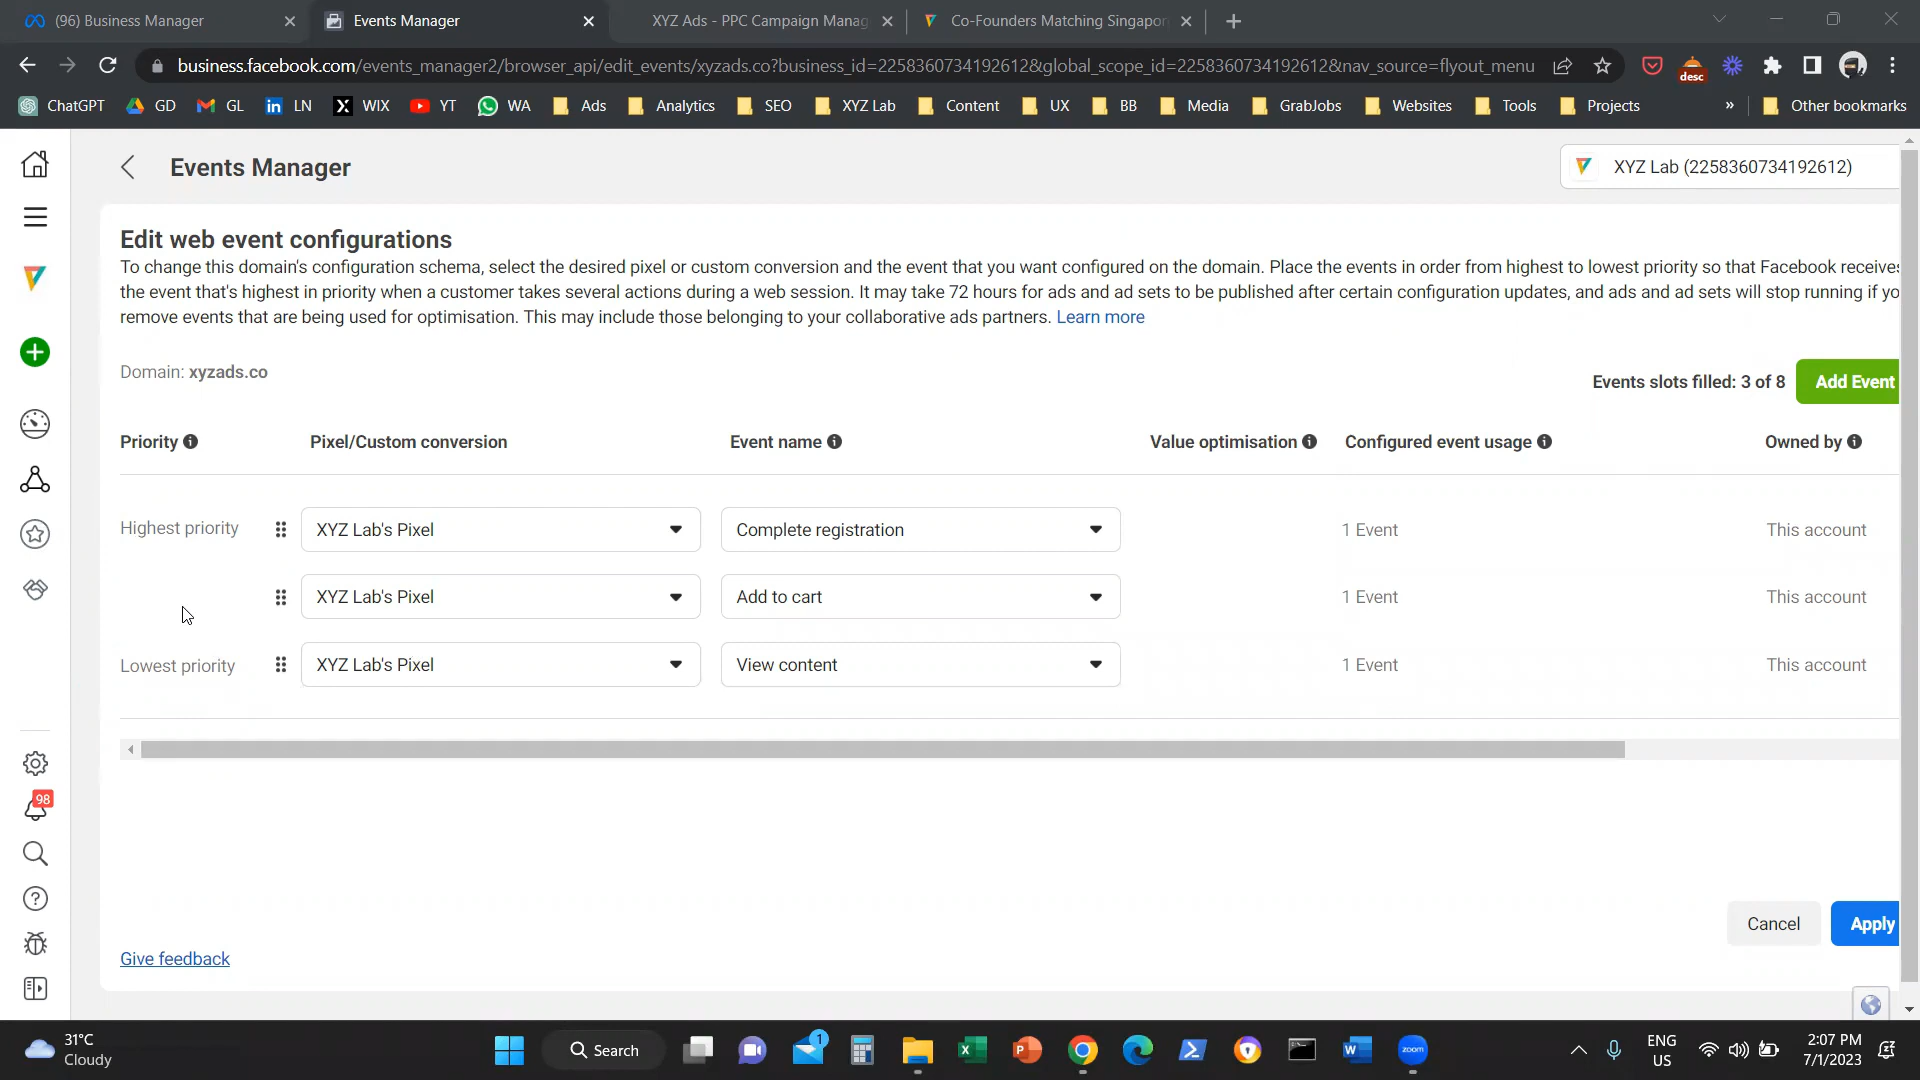 (96) Business Manager
Events Manager
XYZ Ads - PPC Campaign Manag
Co-Founders Matching Singapor
business.facebook.com/events_manager2/browser_api/edit_events/xyzads.co?business_id=2258360734192612&global_scope_id=2258360734192612&nav_source=flyout_menu
desc
ChatGPT
GD
GL
LN
WIX
YT
WA
Ads
Analytics
SEO
XYZ Lab
Content
UX
BB
Media
GrabJobs
Websites
Tools
Projects
»
Other bookmarks
Events Manager
XYZ Lab (2258360734192612)
Edit web event configurations
To change this domain's configuration schema, select the desired pixel or custom conversion and the event that you want configured on the domain. Place the events in order from highest to lowest priority so that Facebook receives
the event that's highest in priority when a customer takes several actions during a web session. It may take 72 hours for ads and ad sets to be published after certain configuration updates, and ads and ad sets will stop running if yo
remove events that are being used for optimisation. This may include those belonging to your collaborative ads partners. Learn more
Domain: xyzads.co
Events slots filled: 3 of 8
Add Event
Priority
Pixel/Custom conversion
Event name
Value optimisation
Configured event usage
Owned by
Highest priority
XYZ Lab's Pixel
Complete registration
1 Event
This account
XYZ Lab's Pixel
Add to cart
1 Event
This account
Lowest priority
XYZ Lab's Pixel
View content
1 Event
This account
98
Cancel
Apply
Give feedback
31°C
Cloudy
Search
1
zoom
ENG
US
2:07 PM
7/1/2023